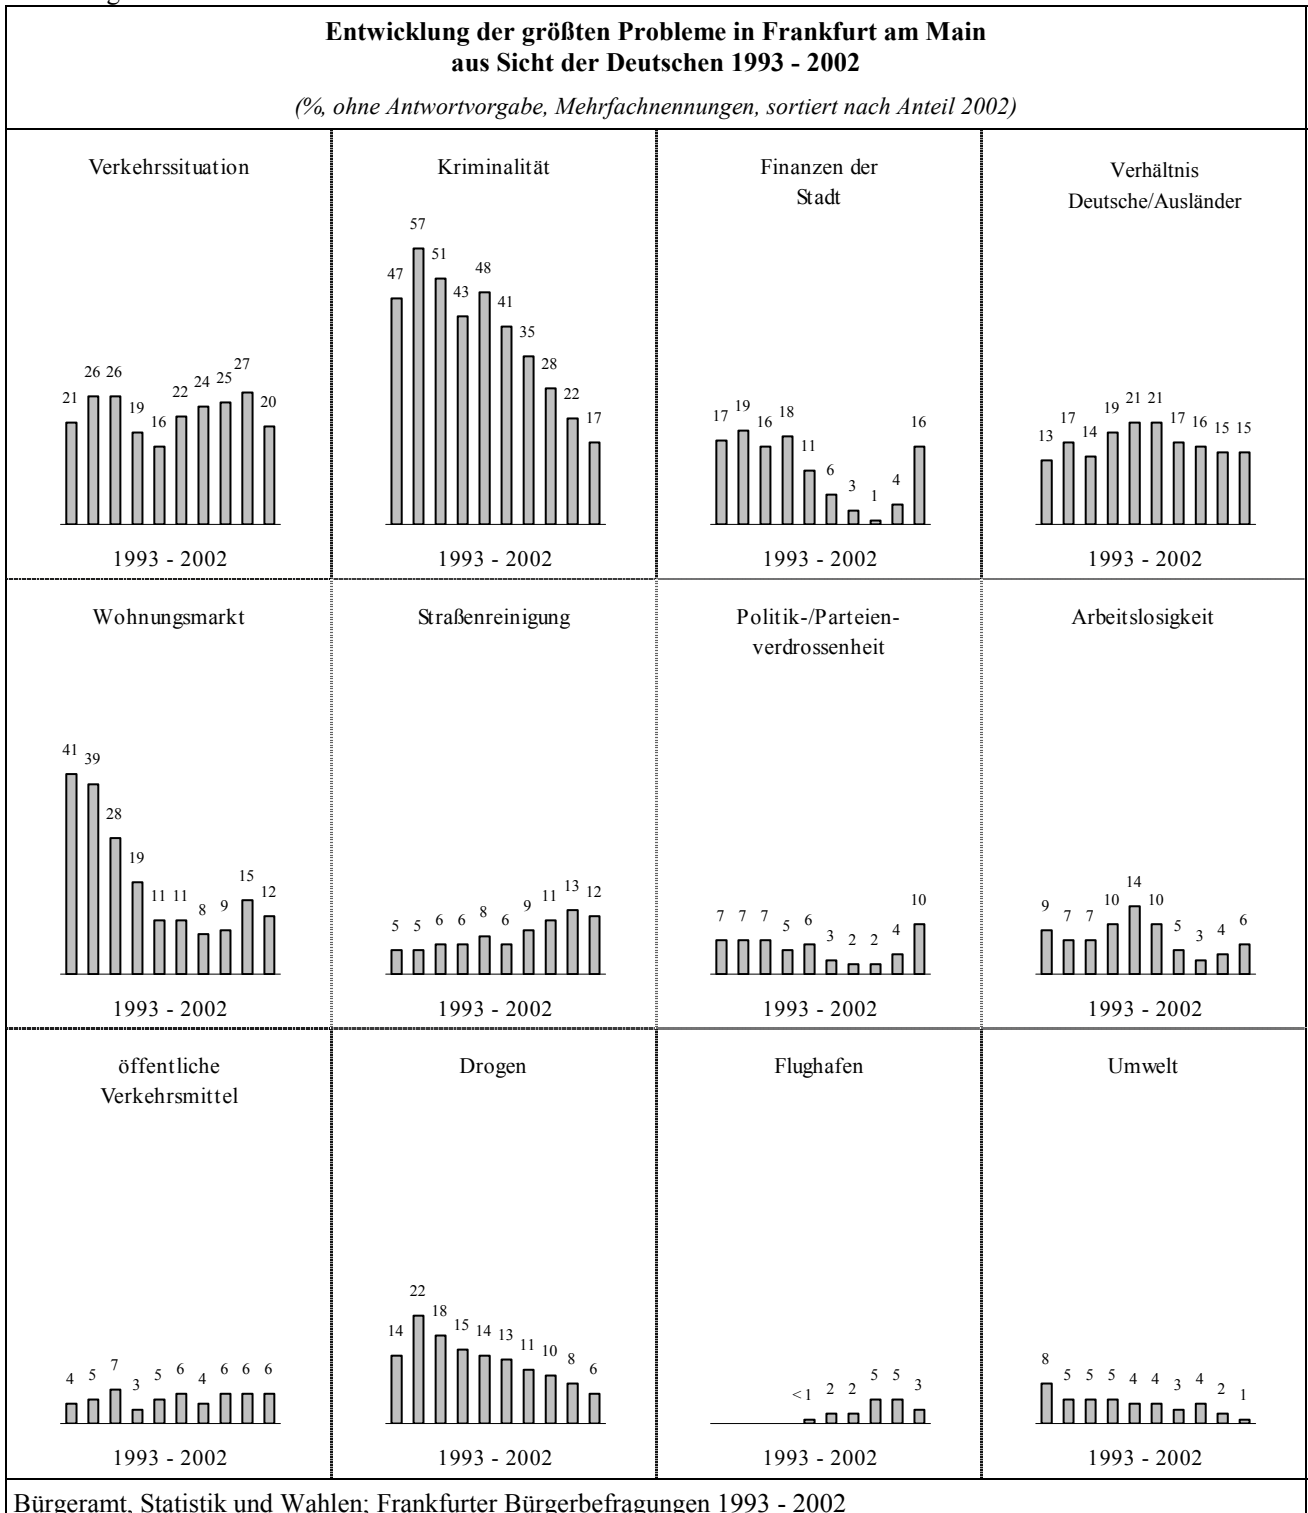 Entwicklung der größten Probleme in Frankfurt am Main
aus Sicht der Deutschen 1993 - 2002
(%, ohne Antwortvorgabe, Mehrfachnennungen, sortiert nach Anteil 2002)
Verkehrssituation
21 26 26 19 16 22 24 25 27 20
1993 - 2002
Kriminalität
47 57 51 43 48 41 35 28 22 17
1993 - 2002
Finanzen der
Stadt
17 19 16 18 11 6 3 1 4 16
1993 - 2002
Verhältnis
Deutsche/Ausländer
13 17 14 19 21 21 17 16 15 15
1993 - 2002
Wohnungsmarkt
41 39 28 19 11 11 8 9 15 12
1993 - 2002
Straßenreinigung
5 5 6 6 8 6 9 11 13 12
1993 - 2002
Politik-/Parteien-
verdrossenheit
7 7 7 5 6 3 2 2 4 10
1993 - 2002
Arbeitslosigkeit
9 7 7 10 14 10 5 3 4 6
1993 - 2002
öffentliche
Verkehrsmittel
4 5 7 3 5 6 4 6 6 6
1993 - 2002
Drogen
14 22 18 15 14 13 11 10 8 6
1993 - 2002
Flughafen
<1 2 2 5 5 3
1993 - 2002
Umwelt
8 5 5 5 4 4 3 4 2 1
1993 - 2002
Bürgeramt, Statistik und Wahlen; Frankfurter Bürgerbefragungen 1993 - 2002